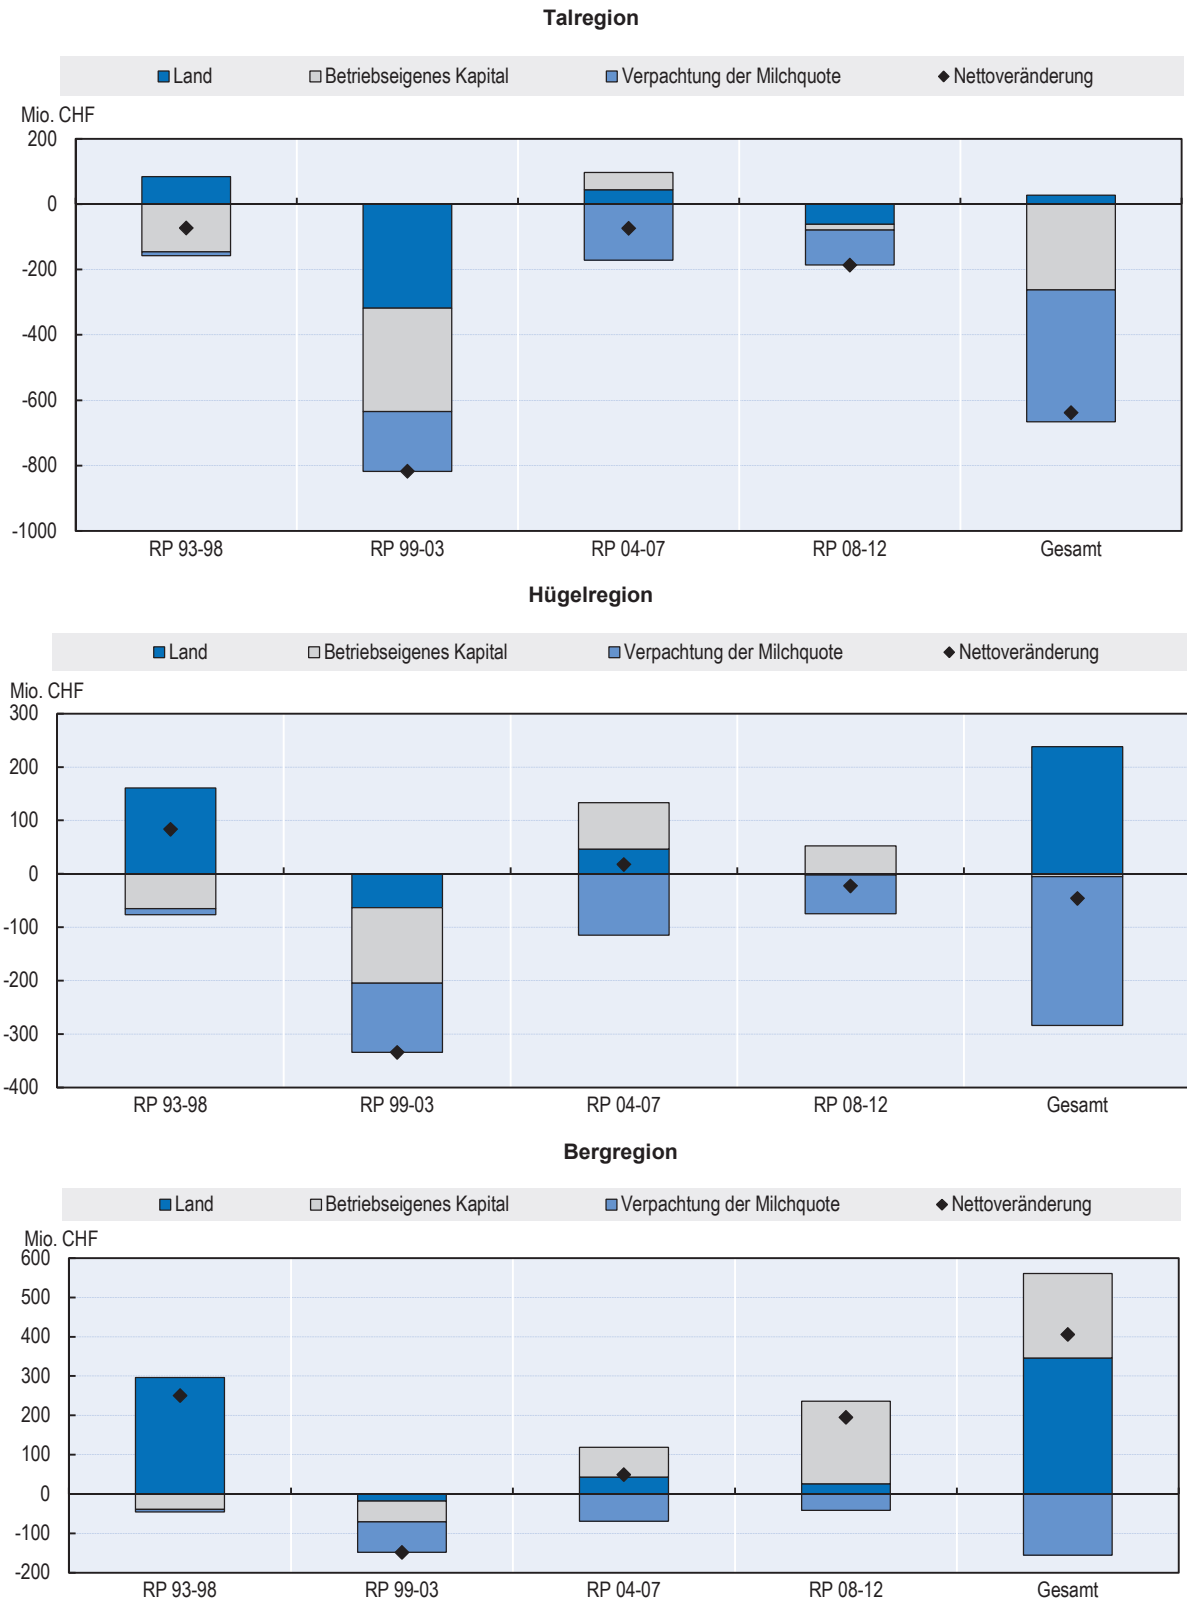 Talregion
Land Betriebseigenes Kapital Verpachtung der Milchquote Nettoveränderung
Mio. CHF
200
0
-200
-400
-600
-800
-1000
RP 93-98 RP 99-03 RP 04-07 RP 08-12 Gesamt
Hügelregion
Land Betriebseigenes Kapital Verpachtung der Milchquote Nettoveränderung
Mio. CHF
300
200
100
0
-100
-200
-300
-400
RP 93-98 RP 99-03 RP 04-07 RP 08-12 Gesamt
Bergregion
Land Betriebseigenes Kapital Verpachtung der Milchquote Nettoveränderung
Mio. CHF
600
500
400
300
200
100
0
-100
-200
RP 93-98 RP 99-03 RP 04-07 RP 08-12 Gesamt